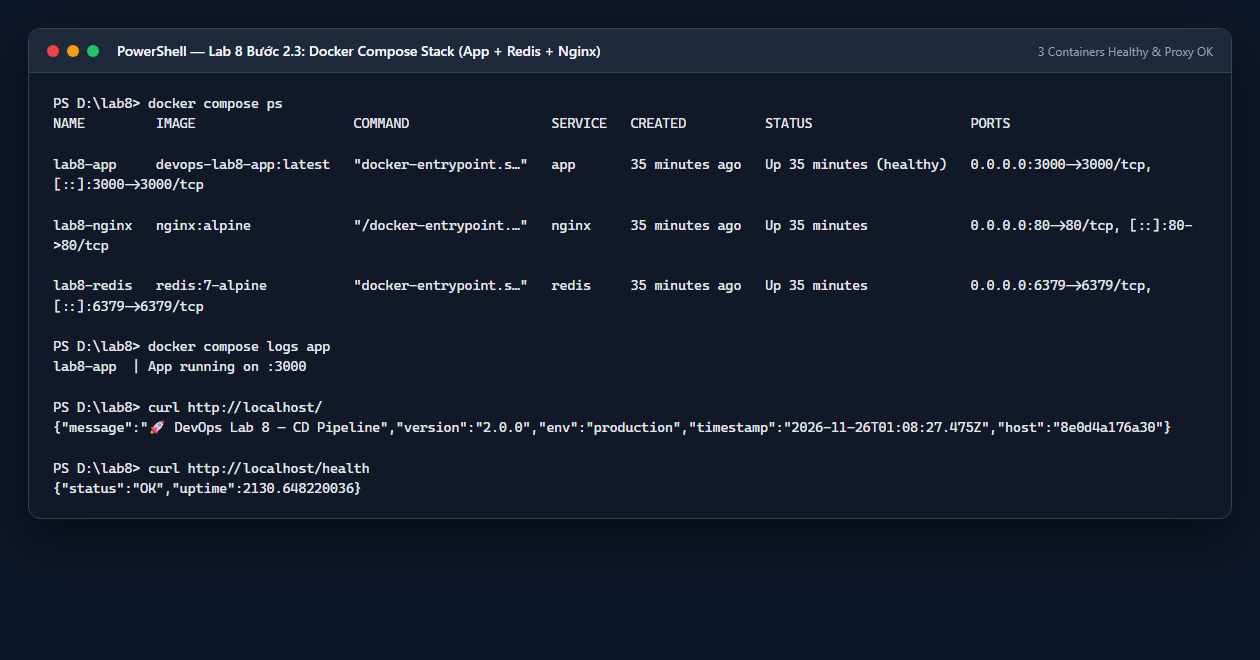 PowerShell — Lab 8 Bước 2.3: Docker Compose Stack (App + Redis + Nginx)
3 Containers Healthy & Proxy OK
PS D:\lab8> docker compose ps
NAME IMAGE COMMAND SERVICE CREATED STATUS PORTS
lab8-app devops-lab8-app:latest "docker-entrypoint.s…" app 35 minutes ago Up 35 minutes (healthy) 0.0.0.0:3000->3000/tcp,
[::]:3000->3000/tcp
lab8-nginx nginx:alpine "/docker-entrypoint.…" nginx 35 minutes ago Up 35 minutes 0.0.0.0:80->80/tcp, [::]:80-
>80/tcp
lab8-redis redis:7-alpine "docker-entrypoint.s…" redis 35 minutes ago Up 35 minutes 0.0.0.0:6379->6379/tcp,
[::]:6379->6379/tcp
PS D:\lab8> docker compose logs app
lab8-app | App running on :3000
PS D:\lab8> curl http://localhost/
{"message":"🚀 DevOps Lab 8 — CD Pipeline","version":"2.0.0","env":"production","timestamp":"2026-11-26T01:08:27.475Z","host":"8e0d4a176a30"}
PS D:\lab8> curl http://localhost/health
{"status":"OK","uptime":2130.648220036}